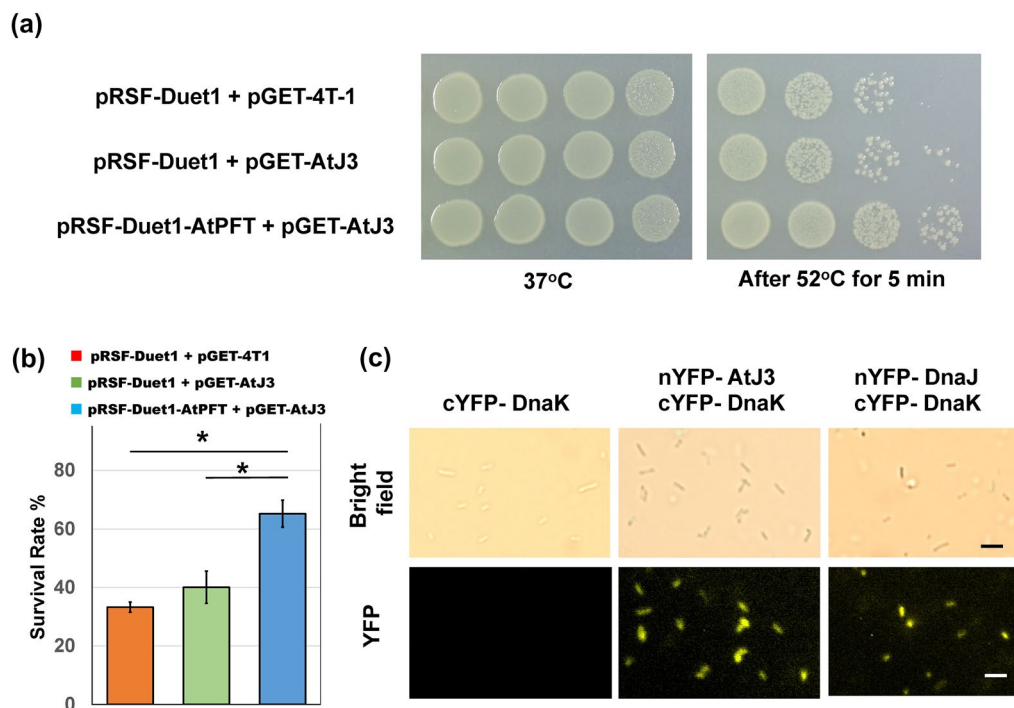 (a)
pRSF-Duet1 + pGET-4T-1
pRSF-Duet1 + pGET-AtJ3
pRSF-Duet1-AtPFT + pGET-AtJ3
37°C
After 52°C for 5 min
(b)
pRSF-Duet1 + pGET-4T1
pRSF-Duet1 + pGET-AtJ3
pRSF-Duet1-AtPFT + pGET-AtJ3
Survival Rate %
80
60
40
20
0
*
*
(c)
cYFP- DnaK
nYFP- AtJ3
cYFP- DnaK
nYFP- DnaJ
cYFP- DnaK
Bright
field
YFP